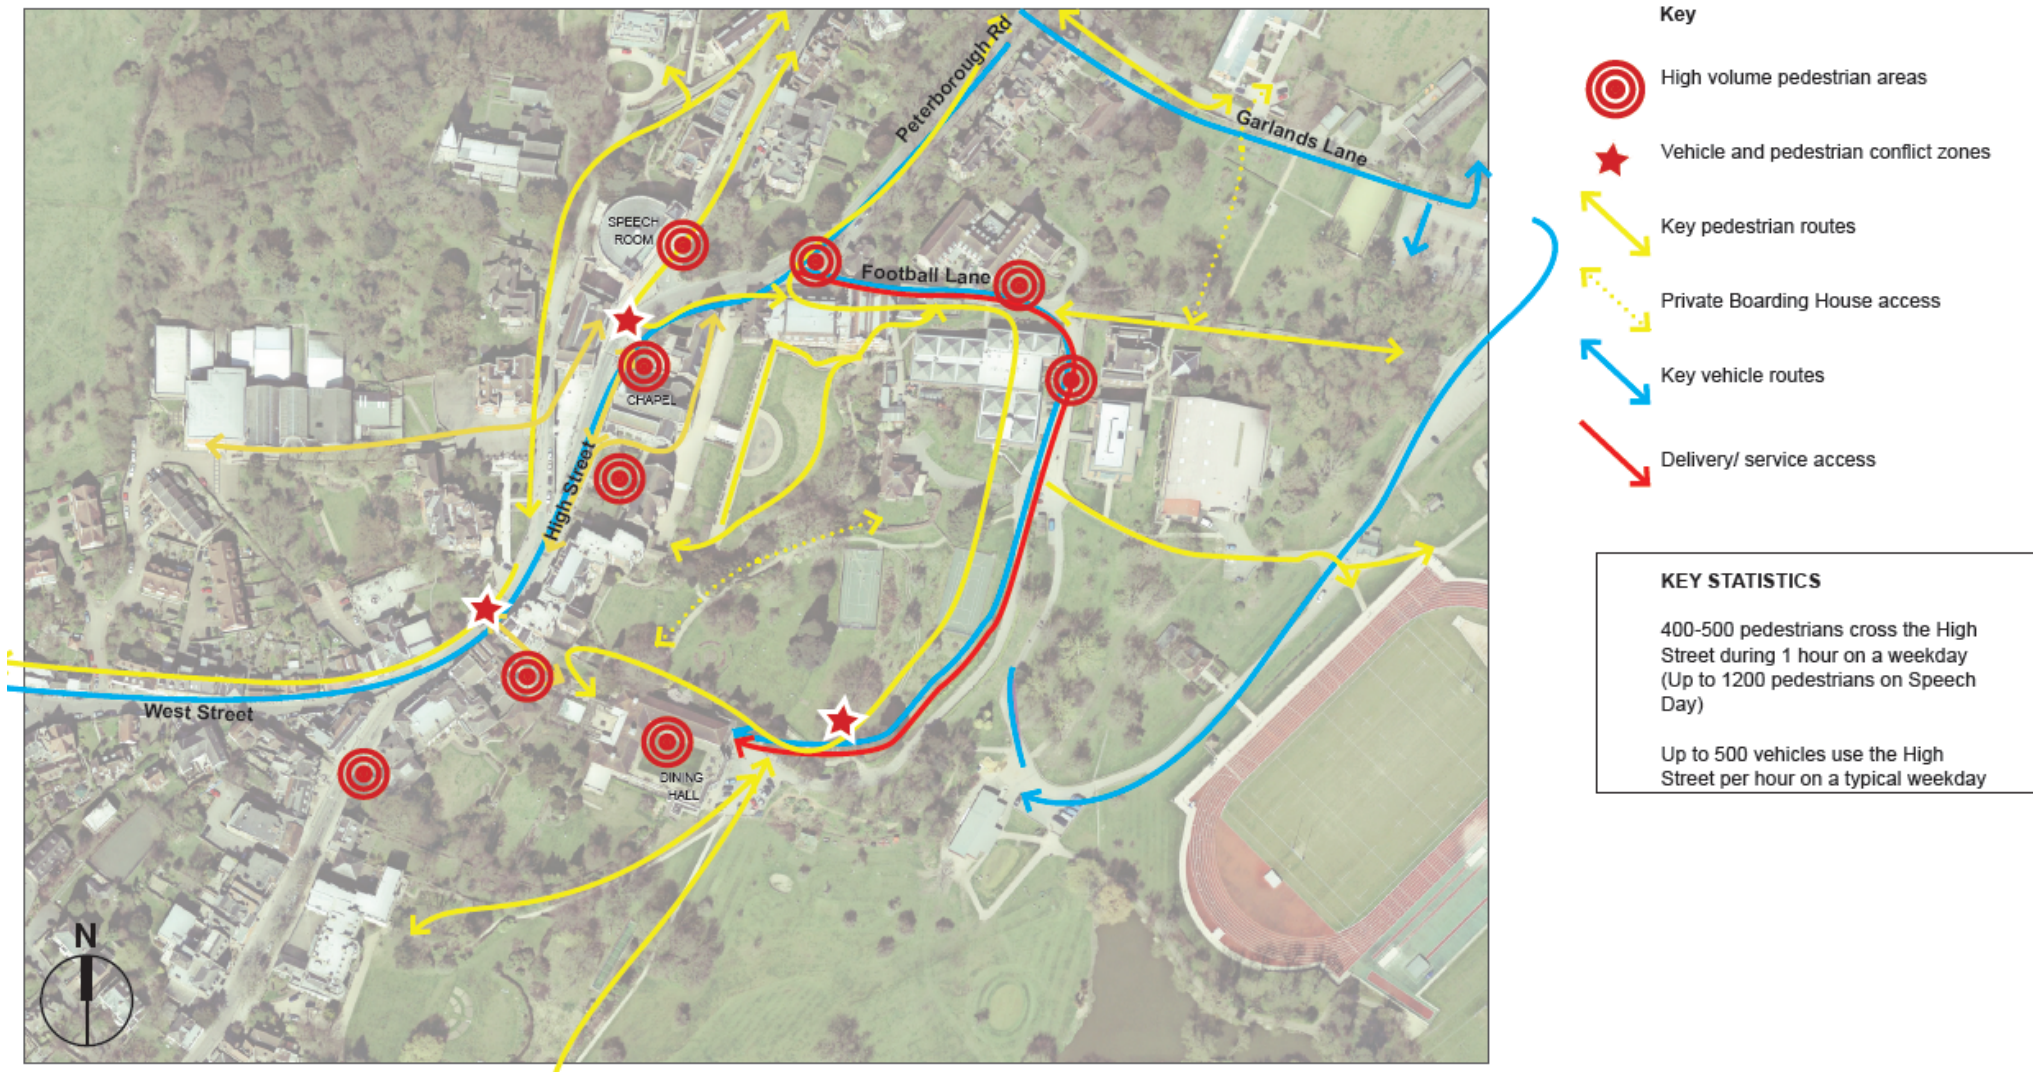 Peterborough Rd
Garlands Lane
SPEECH
ROOM
Football Lane
CHAPEL
High Street
West Street
DINING
HALL
N
Key
High volume pedestrian areas
Vehicle and pedestrian conflict zones
Key pedestrian routes
Private Boarding House access
Key vehicle routes
Delivery/ service access
KEY STATISTICS
400-500 pedestrians cross the High
Street during 1 hour on a weekday
(Up to 1200 pedestrians on Speech
Day)
Up to 500 vehicles use the High
Street per hour on a typical weekday